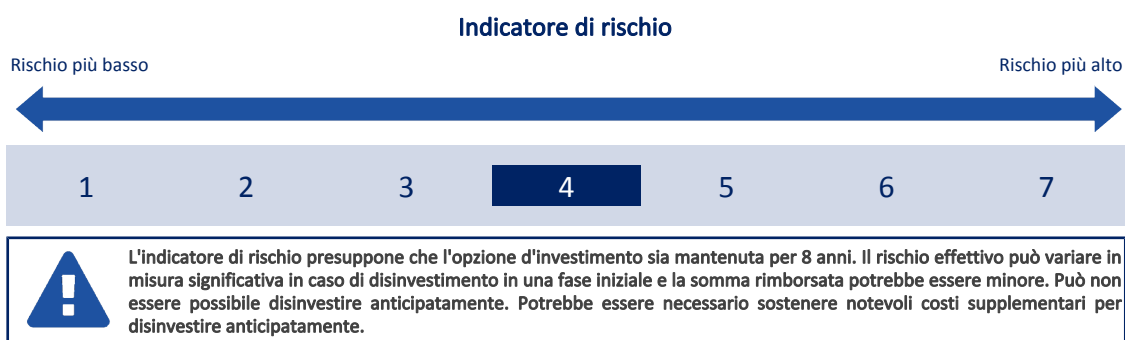 Indicatore di rischio
Rischio più basso
Rischio più alto
1 2 3 4 5 6 7
L'indicatore di rischio presuppone che l'opzione d'investimento sia mantenuta per 8 anni. Il rischio effettivo può variare in
misura significativa in caso di disinvestimento in una fase iniziale e la somma rimborsata potrebbe essere minore. Può non
essere possibile disinvestire anticipatamente. Potrebbe essere necessario sostenere notevoli costi supplementari per
disinvestire anticipatamente.